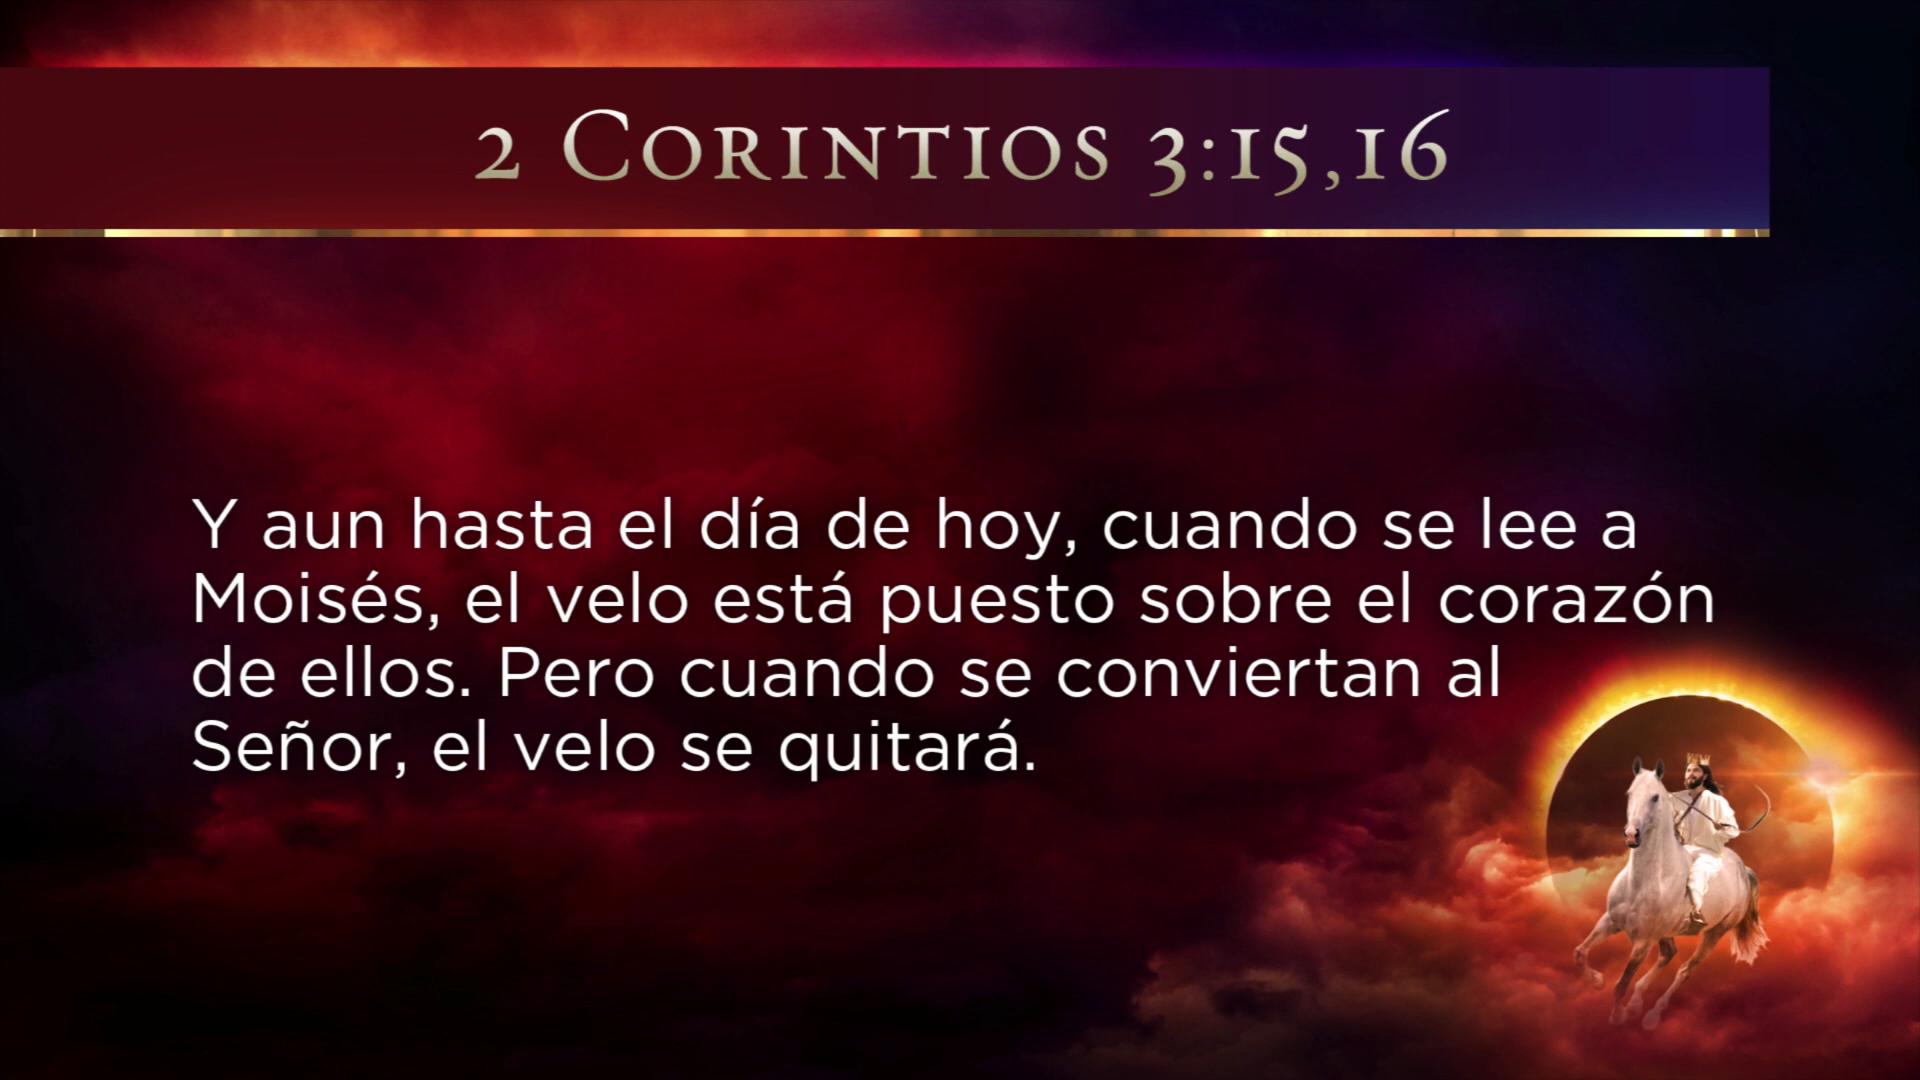 2 Corintios 3:15,16
Y aun hasta el día de hoy, cuando se lee a
Moisés, el velo está puesto sobre el corazón
de ellos. Pero cuando se conviertan al
Señor, el velo se quitará.